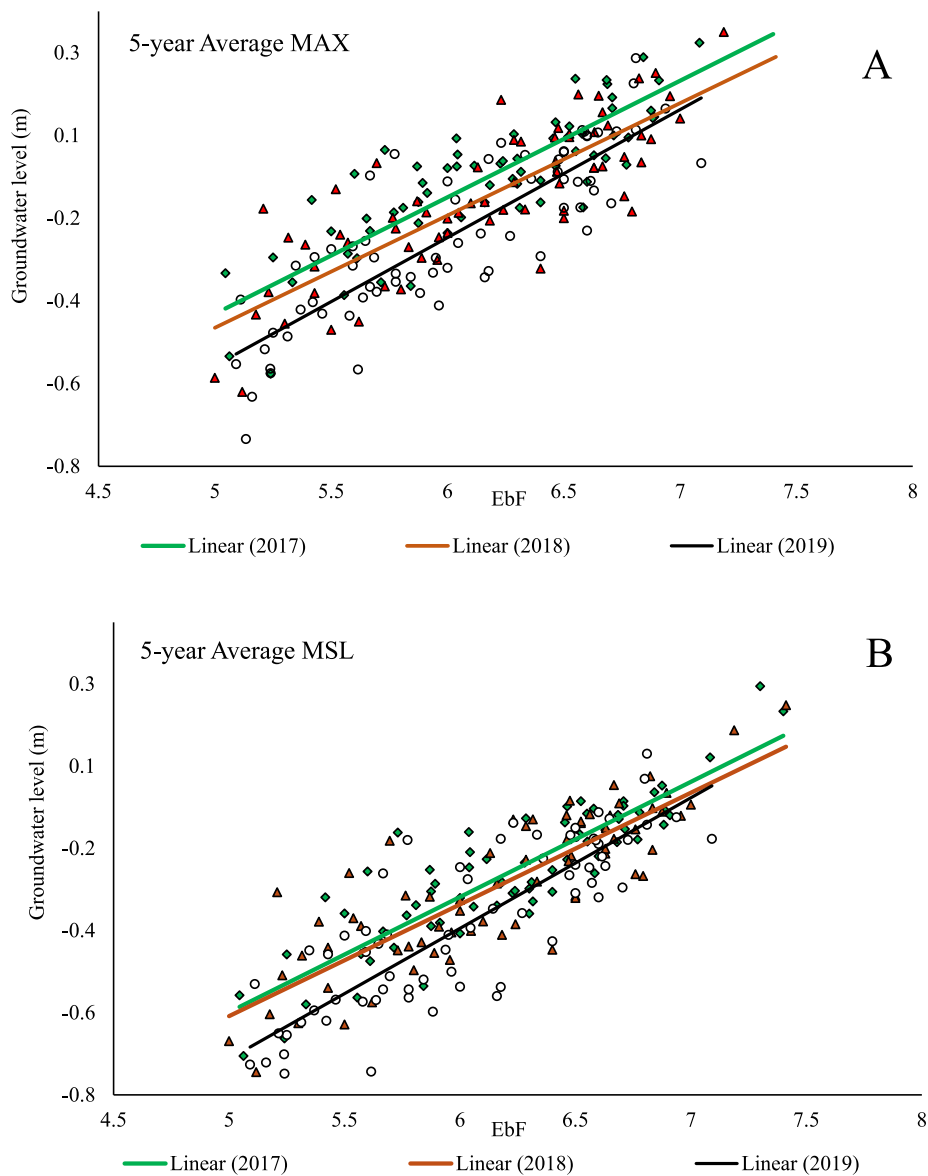 5-year Average MAX
A
Groundwater level (m)
0.3
0.1
-0.2
-0.4
-0.6
-0.8
4.5 5 5.5 6 6.5 7 7.5 8
EbF
Linear (2017) Linear (2018) Linear (2019)
5-year Average MSL
B
Groundwater level (m)
0.3
0.1
-0.2
-0.4
-0.6
-0.8
4.5 5 5.5 6 6.5 7 7.5 8
EbF
Linear (2017) Linear (2018) Linear (2019)